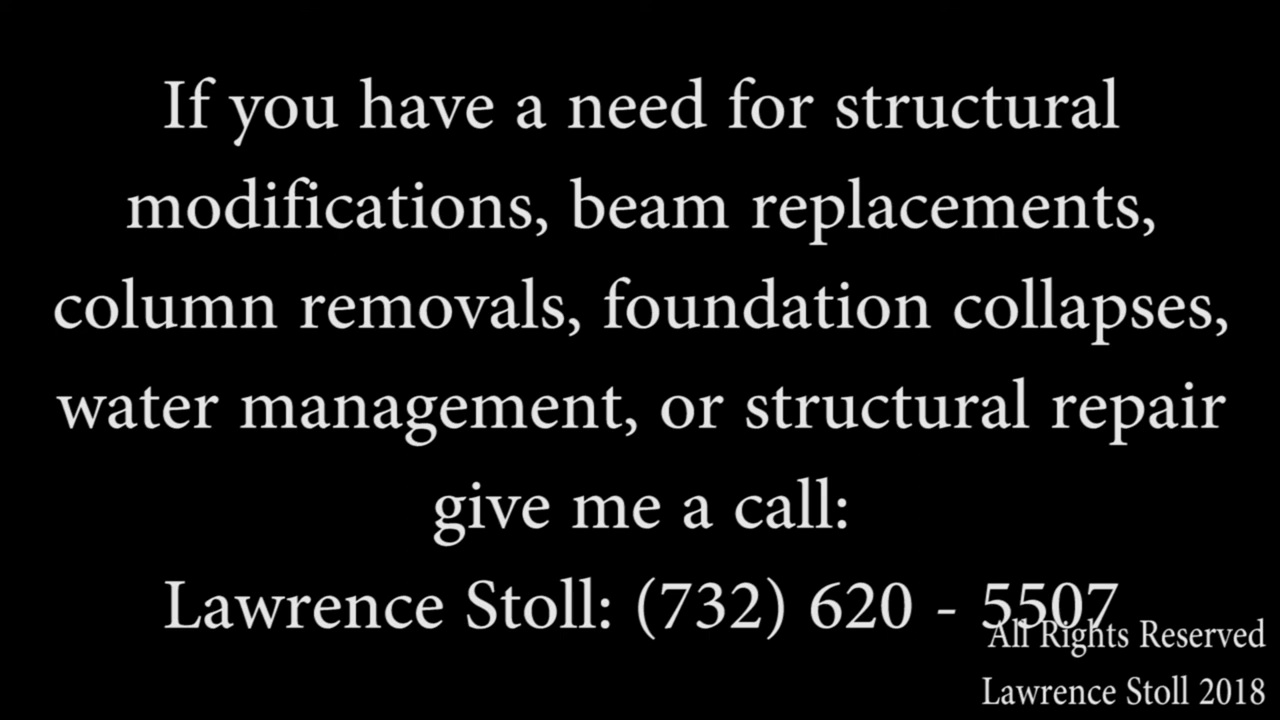 If you have a need for structural
modifications, beam replacements,
column removals, foundation collapses,
water management, or structural repair
give me a call:
Lawrence Stoll: (732) 620 - 5507
All Rights Reserved
Lawrence Stoll 2018